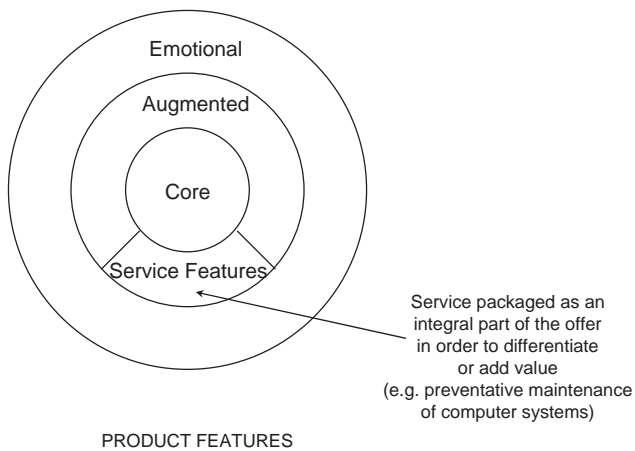 Emotional
Augmented
Core
Service Features
Service packaged as an
integral part of the offer
in order to differentiate
or add value
(e.g. preventative maintenance
of computer systems)
PRODUCT FEATURES